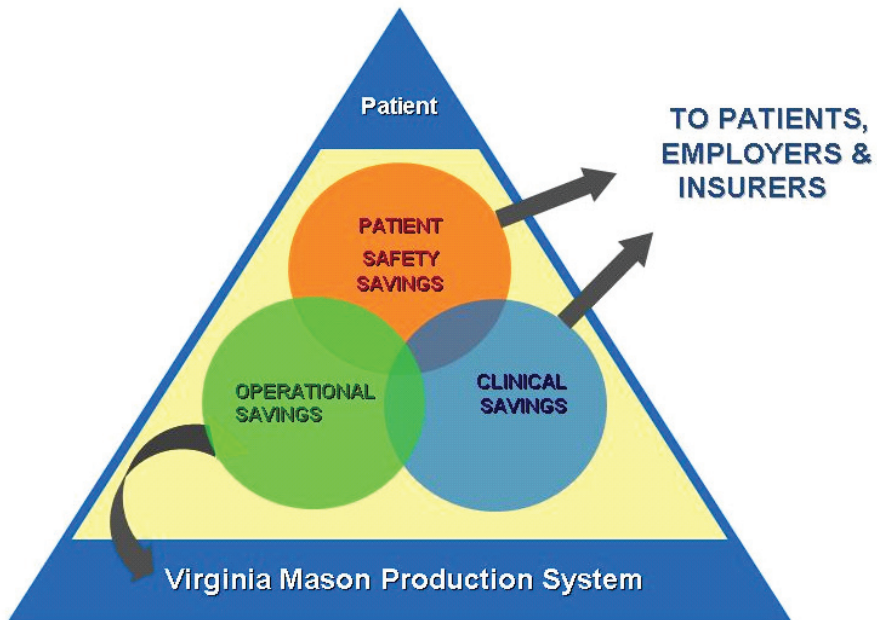 Patient
TO PATIENTS,
EMPLOYERS &
INSURERS
PATIENT
SAFETY
SAVINGS
OPERATIONAL
SAVINGS
CLINICAL
SAVINGS
Virginia Mason Production System